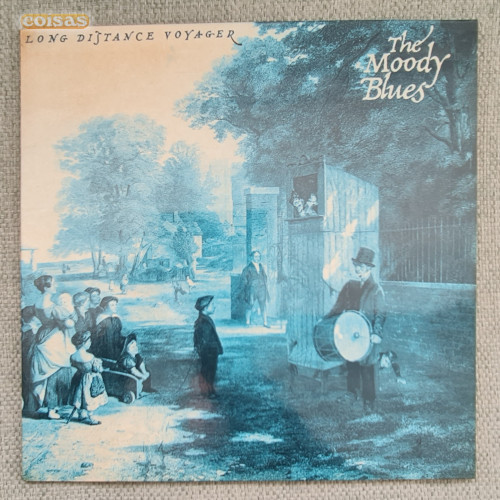 coisas
LONG DISTANCE VOYAGER
The
Moody
Blues